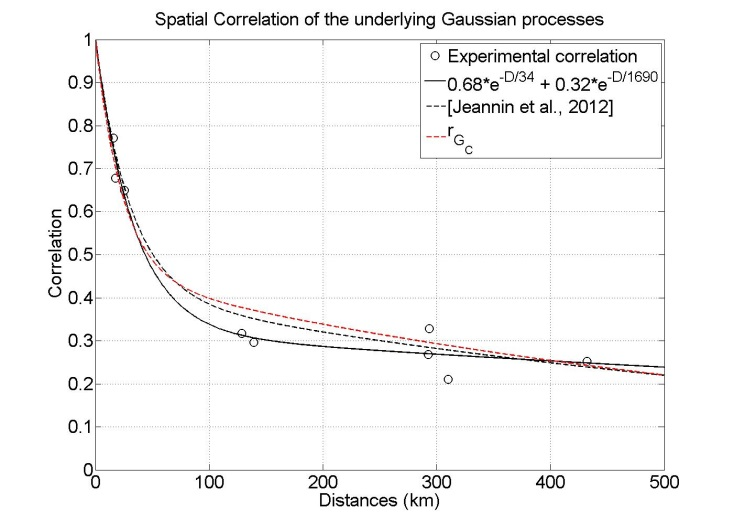 Spatial Correlation of the underlying Gaussian processes
Experimental correlation
0.68*e-D/34 + 0.32*e-D/1690
[Jeannin et al., 2012]
rGC
1
0.9
0.8
0.7
0.6
0.5
0.4
0.3
0.2
0.1
0
Correlation
0 100 200 300 400 500
Distances (km)